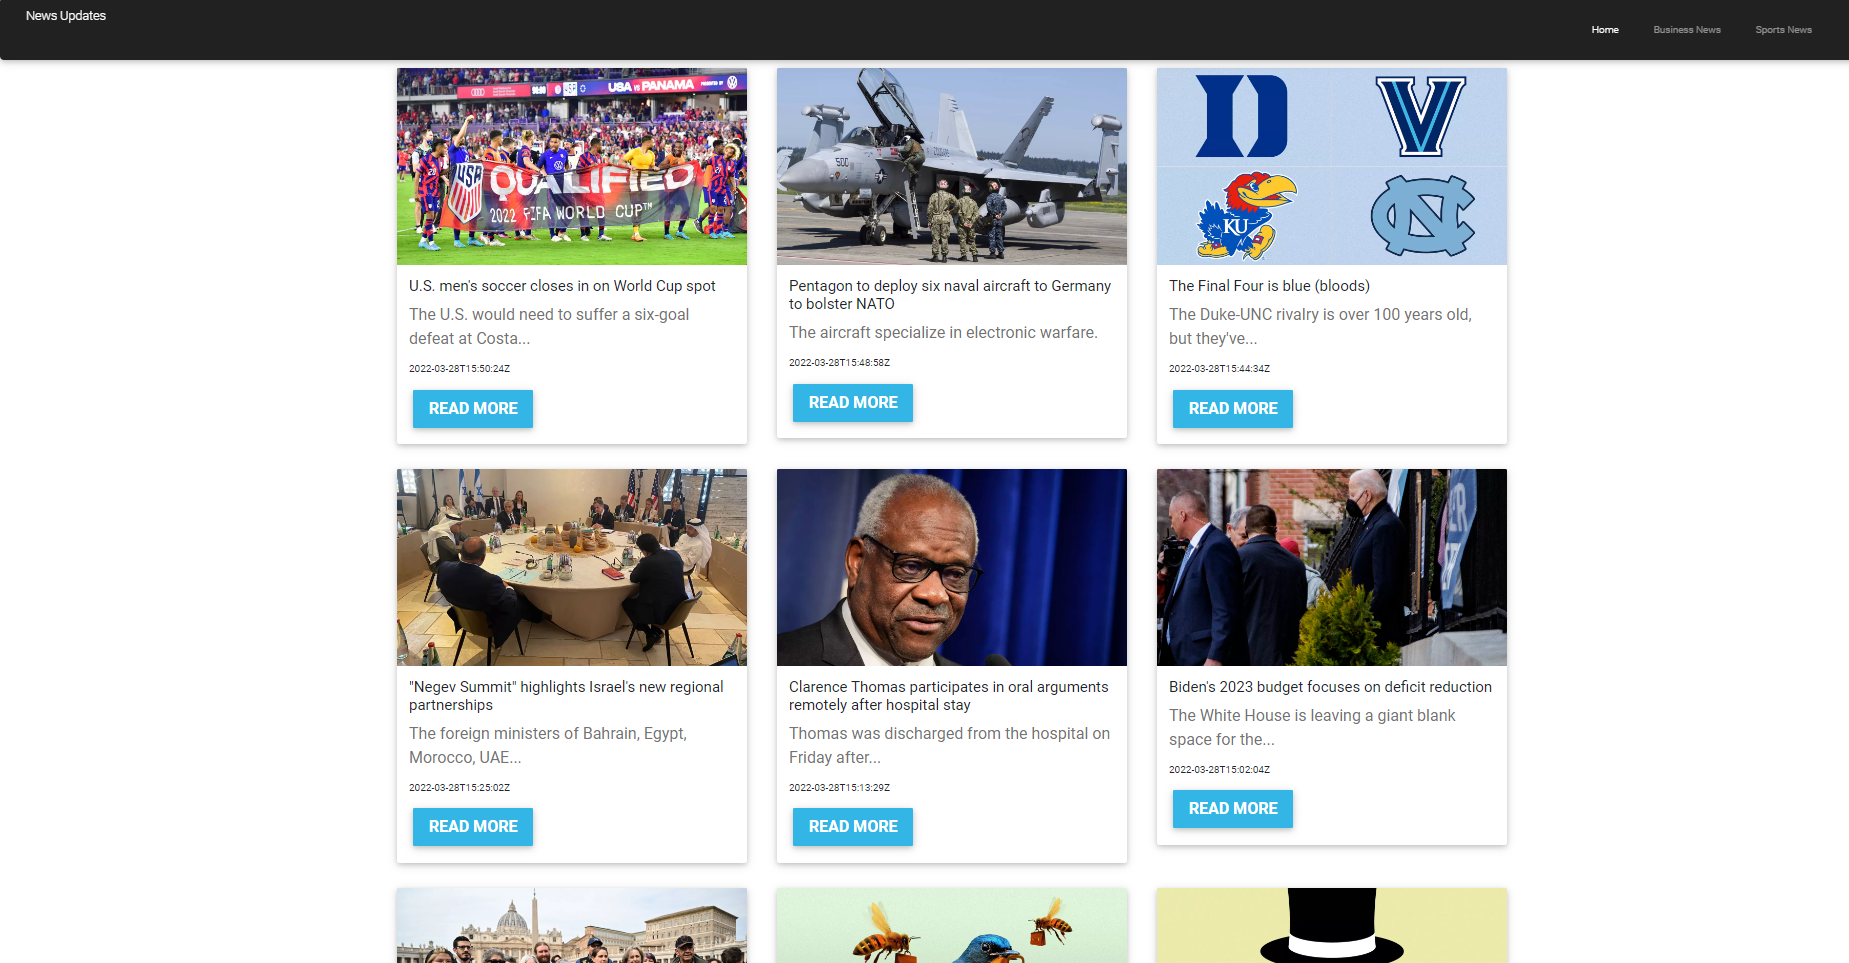 News Updates
Home
Business News
Sports News
USA VS PANAMA
USA
QUALIFIED
2022 FIFA WORLD CUP™
500
D
V
KU
NC
U.S. men's soccer closes in on World Cup spot
The U.S. would need to suffer a six-goal
defeat at Costa...
2022-03-28T15:50:24Z
READ MORE
Pentagon to deploy six naval aircraft to Germany
to bolster NATO
The aircraft specialize in electronic warfare.
2022-03-28T15:48:58Z
READ MORE
The Final Four is blue (bloods)
The Duke-UNC rivalry is over 100 years old,
but they've...
2022-03-28T15:44:34Z
READ MORE
"Negev Summit" highlights Israel's new regional
partnerships
The foreign ministers of Bahrain, Egypt,
Morocco, UAE...
2022-03-28T15:25:02Z
READ MORE
Clarence Thomas participates in oral arguments
remotely after hospital stay
Thomas was discharged from the hospital on
Friday after...
2022-03-28T15:13:29Z
READ MORE
Biden's 2023 budget focuses on deficit reduction
The White House is leaving a giant blank
space for the...
2022-03-28T15:02:04Z
READ MORE